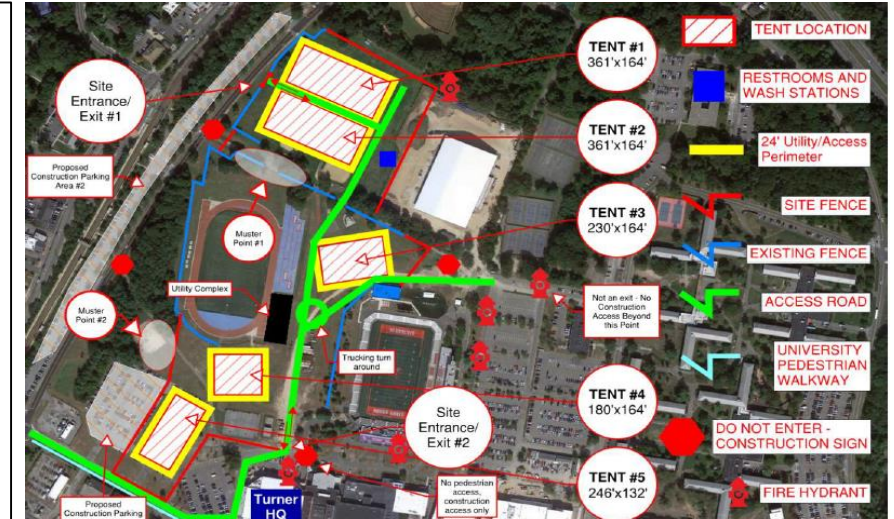 Site
Entrance/
Exit #1
Proposed
Construction Parking
Area #2
Muster
Point #1
Utility Complex
Muster
Point #2
Trucking turn
around
Site
Entrance/
Exit #2
Proposed
Construction Parking
Turner
HQ
No pedestrian
access,
construction
access only
Not an exit - No
Construction
Access Beyond
this Point
TENT #1
361'x164'
TENT #2
361'x164'
TENT #3
230'x164'
TENT #4
180'x164'
TENT #5
246'x132'
TENT LOCATION
RESTROOMS AND
WASH STATIONS
24' Utility/Access
Perimeter
SITE FENCE
EXISTING FENCE
ACCESS ROAD
UNIVERSITY
PEDESTRIAN
WALKWAY
DO NOT ENTER -
CONSTRUCTION SIGN
FIRE HYDRANT